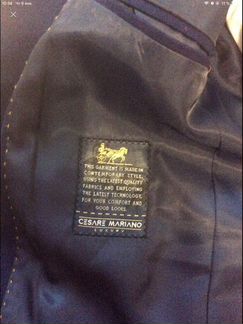 THIS GARMENT IS MADE IN
CONTEMPORARY STYLE,
USING THE LATEST QUALITY
FABRICS AND EMPLOYING
THE LATEST TECHNOLOGY
FOR YOUR COMFORT AND
GOOD LOOKS.
CESARE MARIANO
LUXURY